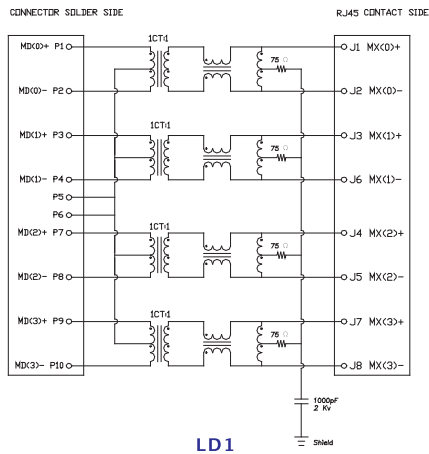 CONNECTOR SOLDER SIDE
RJ45 CONTACT SIDE
1CT:1
MD(0)+ P1
J1 MX(0)+
75 Ω
MD(0)- P2
J2 MX(0)-
1CT:1
MD(1)+ P3
J3 MX(1)+
75 Ω
MD(1)- P4
J6 MX(1)-
P5
P6
1CT:1
MD(2)+ P7
J4 MX(2)+
75 Ω
MD(2)- P8
J5 MX(2)-
1CT:1
MD(3)+ P9
J7 MX(3)+
75 Ω
MD(3)- P10
J8 MX(3)-
1000pF
2 Kv
Shield
LD1